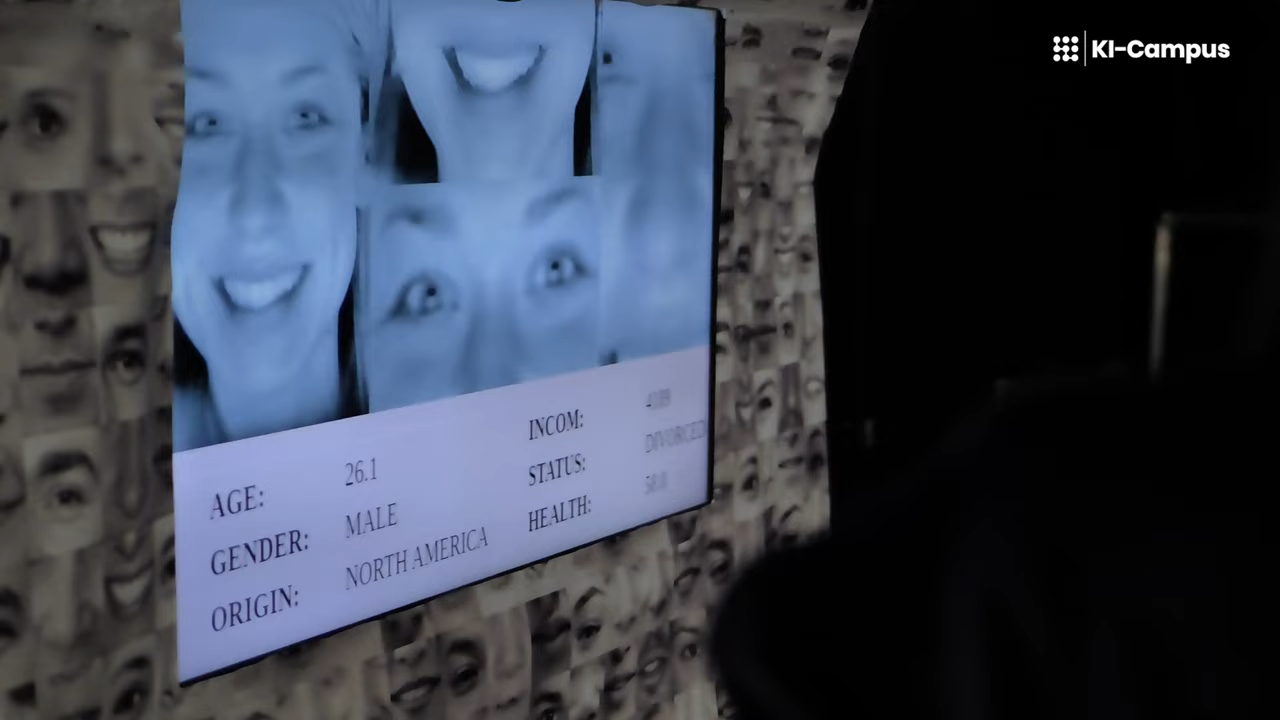 KI-Campus
AGE: 26.1
GENDER: MALE
ORIGIN: NORTH AMERICA
INCOM:
STATUS: DIVORCED
HEALTH: